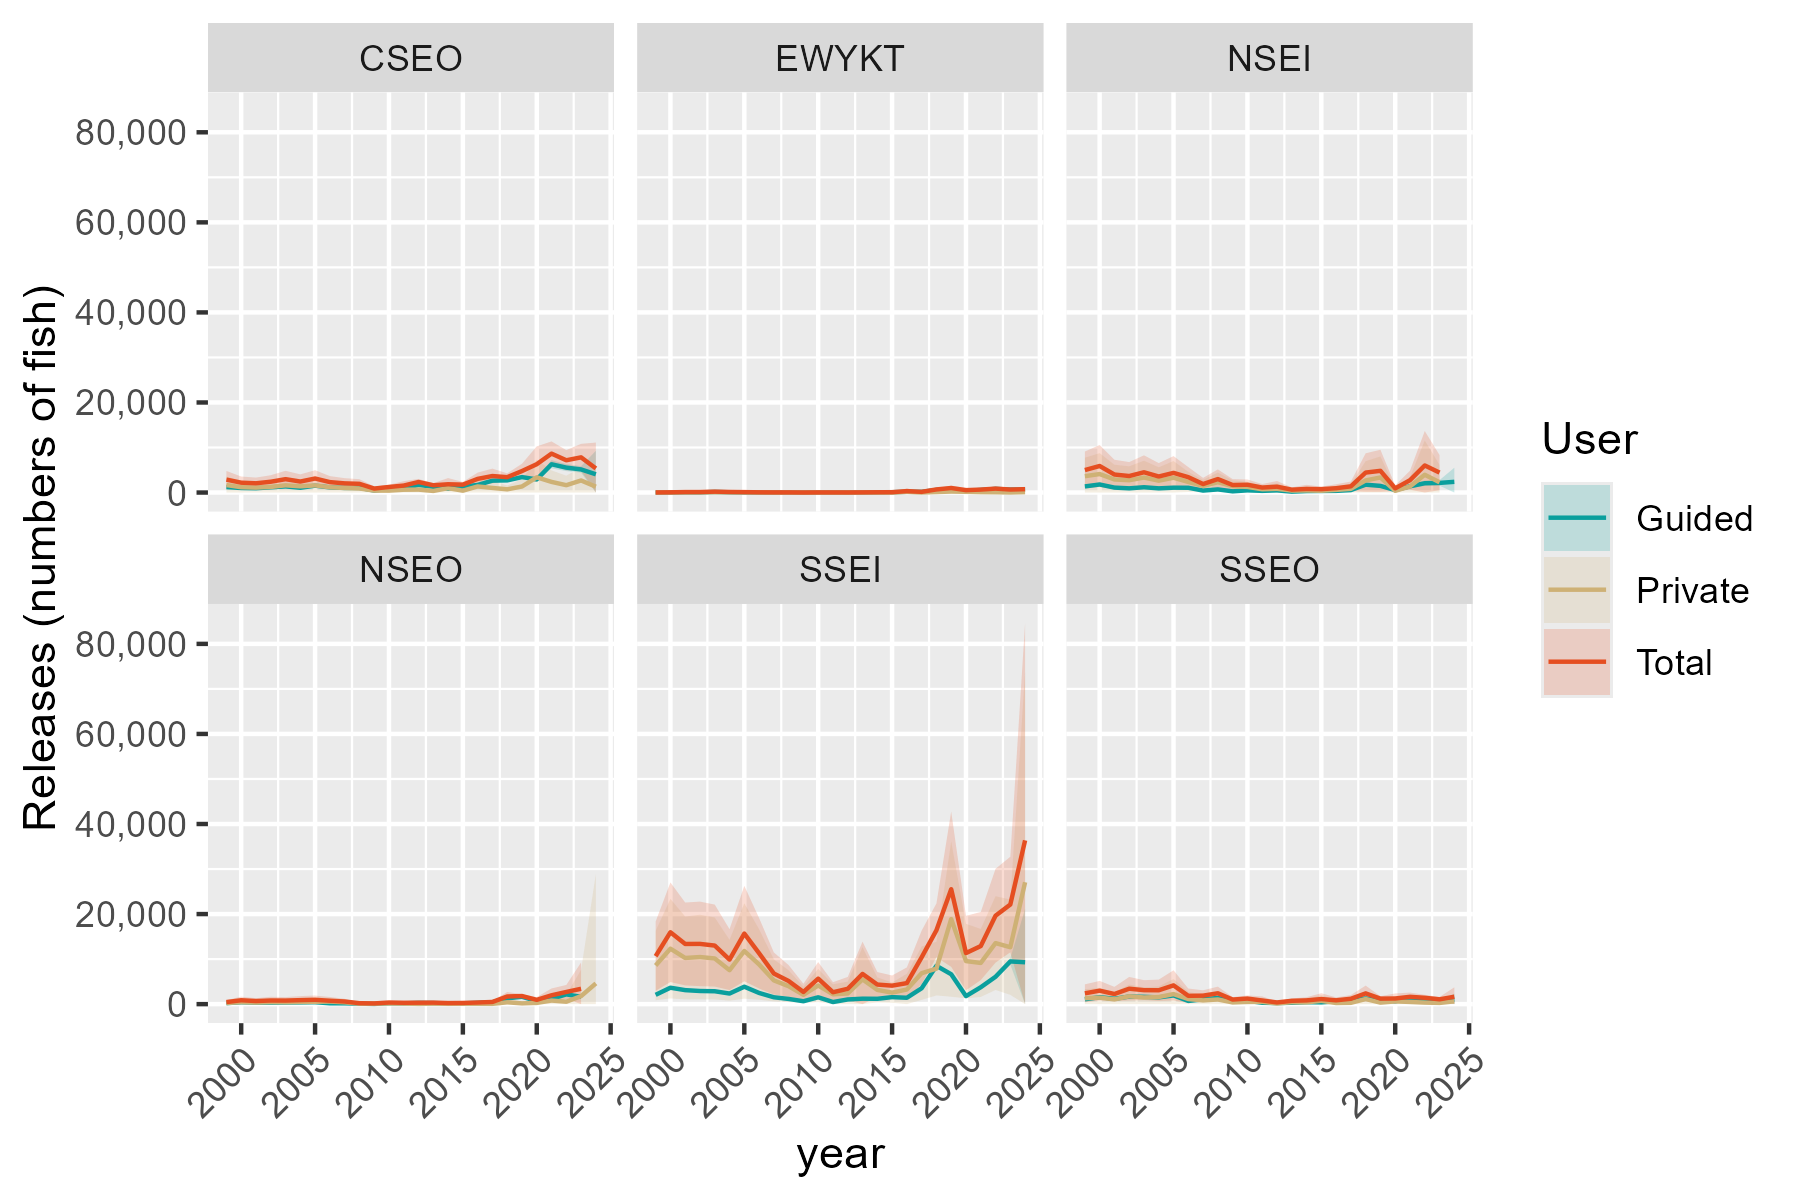 CSEO EWYKT NSEI
80,000
60,000
40,000
20,000
0
NSEO SSEI SSEO
80,000
60,000
40,000
20,000
0
2000 2005 2010 2015 2020 2025 2000 2005 2010 2015 2020 2025 2000 2005 2010 2015 2020 2025
year
Releases (numbers of fish)
User
Guided
Private
Total